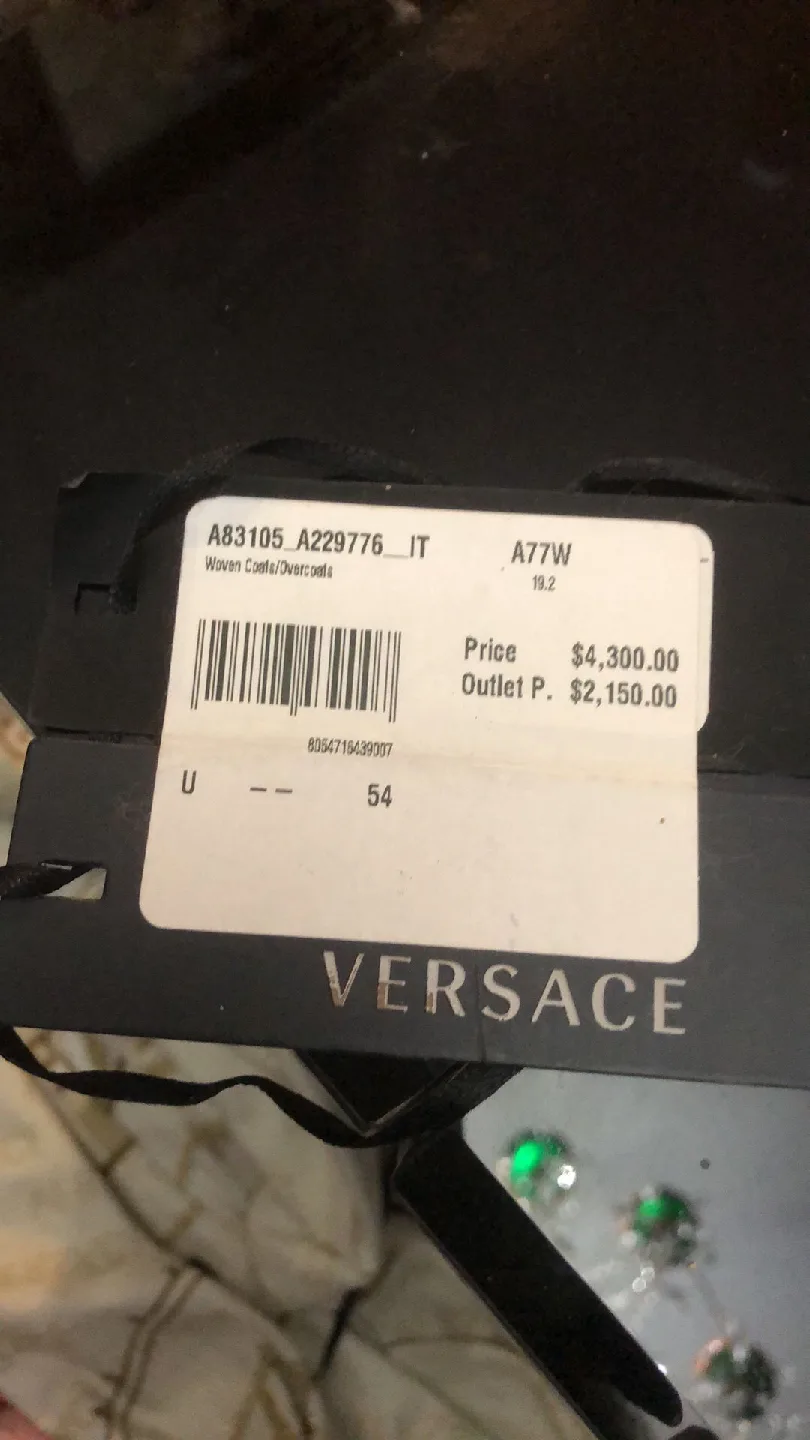 A83105_A229776__IT A77W
Woven Coats/Overcoats 19.2
Price $4,300.00
Outlet P. $2,150.00
8054716439007
U -- 54
VERSACE